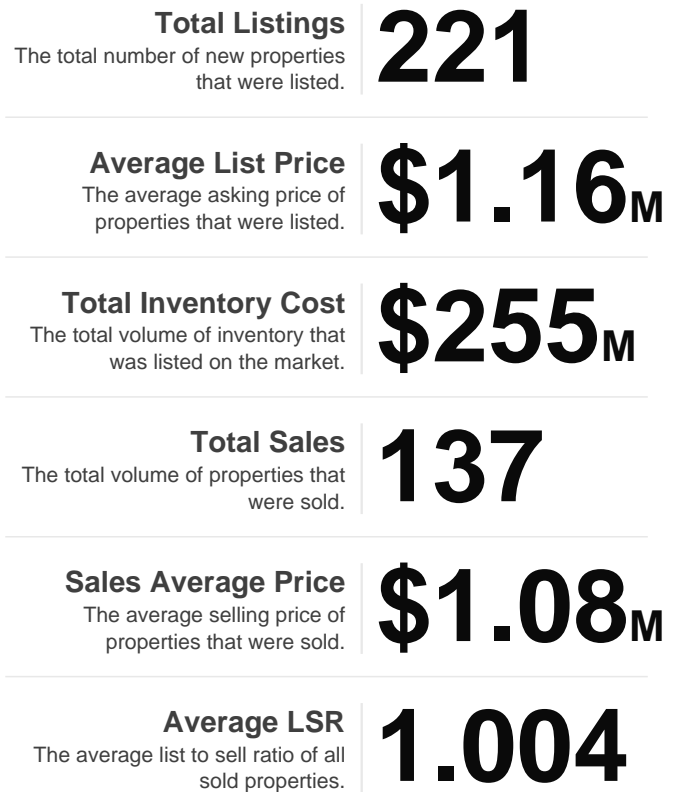 Total Listings
The total number of new properties
that were listed.
221
Average List Price
The average asking price of
properties that were listed.
$1.16M
Total Inventory Cost
The total volume of inventory that
was listed on the market.
$255M
Total Sales
The total volume of properties that
were sold.
137
Sales Average Price
The average selling price of
properties that were sold.
$1.08M
Average LSR
The average list to sell ratio of all
sold properties.
1.004